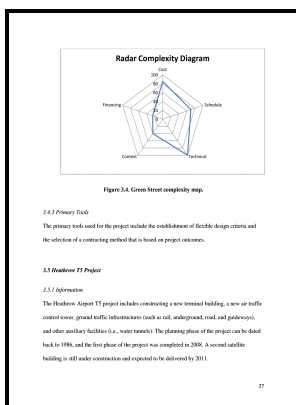 Radar Complexity Diagram
Cost
100
80
60
40
20
0
Financing
Schedule
Context
Technical
Figure 3.4. Green Street complexity map.
3.4.3 Primary Tools
The primary tools used for the project include the establishment of flexible design criteria and
the selection of a contracting method that is based on project outcomes.
3.5 Heathrow T5 Project
3.5.1 Information
The Heathrow Airport T5 project includes constructing a new terminal building, a new air traffic
control tower, ground traffic infrastructures (such as rail, underground, road, and guideways),
and other auxiliary facilities (i.e., water tunnels). The planning phase of the project can be dated
back to 1986, and the first phase of the project was completed in 2008. A second satellite
building is still under construction and expected to be delivered by 2011.
27